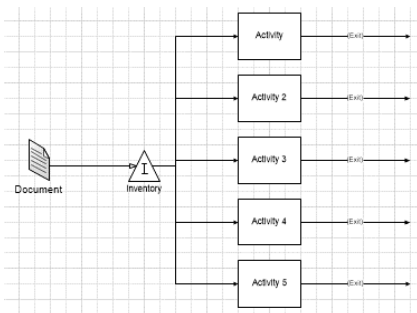 Activity
(Exit)
Activity 2
(Exit)
Activity 3
(Exit)
I
Document
Inventory
Activity 4
(Exit)
Activity 5
(Exit)